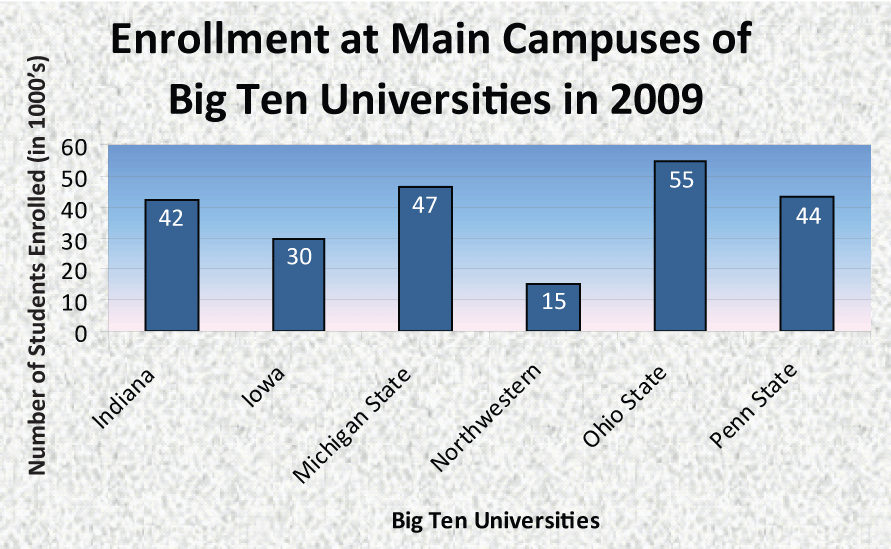 Enrollment at Main Campuses of
Big Ten Universities in 2009
Number of Students Enrolled (in 1000's)
60
50
40
30
20
10
0
42
30
47
15
55
44
Indiana
Iowa
Michigan State
Northwestern
Ohio State
Penn State
Big Ten Universities